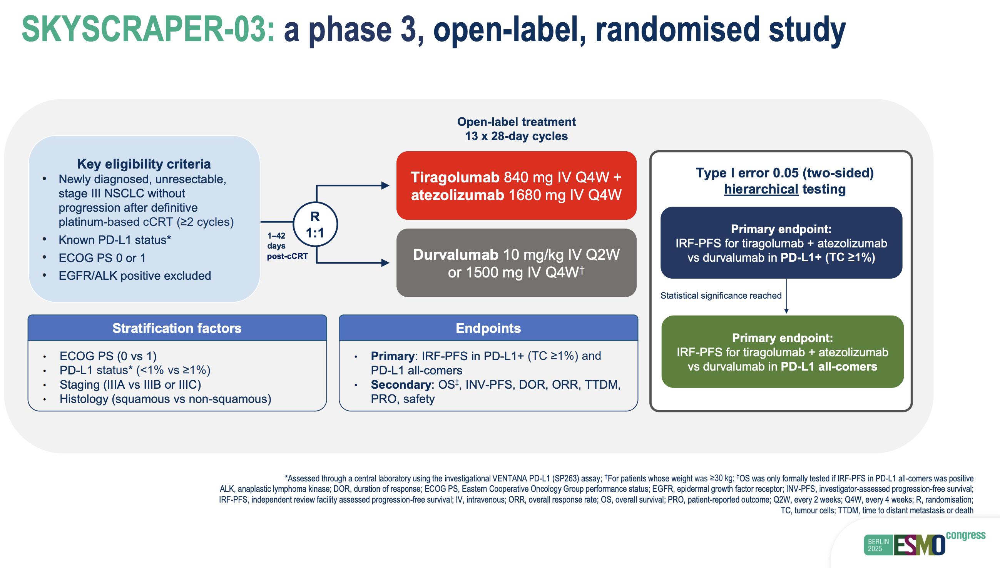 SKYSCRAPER-03: a phase 3, open-label, randomised study
Key eligibility criteria
• Newly diagnosed, unresectable,
stage III NSCLC without
progression after definitive
platinum-based cCRT (≥2 cycles)
• Known PD-L1 status*
• ECOG PS 0 or 1
• EGFR/ALK positive excluded
1–42
days
post-cCRT
R
1:1
Open-label treatment
13 x 28-day cycles
Tiragolumab 840 mg IV Q4W +
atezolizumab 1680 mg IV Q4W
Durvalumab 10 mg/kg IV Q2W
or 1500 mg IV Q4W†
Type I error 0.05 (two-sided)
hierarchical testing
Primary endpoint:
IRF-PFS for tiragolumab + atezolizumab
vs durvalumab in PD-L1+ (TC ≥1%)
Statistical significance reached
Primary endpoint:
IRF-PFS for tiragolumab + atezolizumab
vs durvalumab in PD-L1 all-comers
Stratification factors
• ECOG PS (0 vs 1)
• PD-L1 status* (<1% vs ≥1%)
• Staging (IIIA vs IIIB or IIIC)
• Histology (squamous vs non-squamous)
Endpoints
• Primary: IRF-PFS in PD-L1+ (TC ≥1%) and
PD-L1 all-comers
• Secondary: OS‡, INV-PFS, DOR, ORR, TTDM,
PRO, safety
*Assessed through a central laboratory using the investigational VENTANA PD-L1 (SP263) assay; †For patients whose weight was ≥30 kg; ‡OS was only formally tested if IRF-PFS in PD-L1 all-comers was positive
ALK, anaplastic lymphoma kinase; DOR, duration of response; ECOG PS, Eastern Cooperative Oncology Group performance status; EGFR, epidermal growth factor receptor; INV-PFS, investigator-assessed progression-free survival;
IRF-PFS, independent review facility assessed progression-free survival; IV, intravenous; ORR, overall response rate; OS, overall survival; PRO, patient-reported outcome; Q2W, every 2 weeks; Q4W, every 4 weeks; R, randomisation;
TC, tumour cells; TTDM, time to distant metastasis or death
BERLIN
2025
ESMO congress